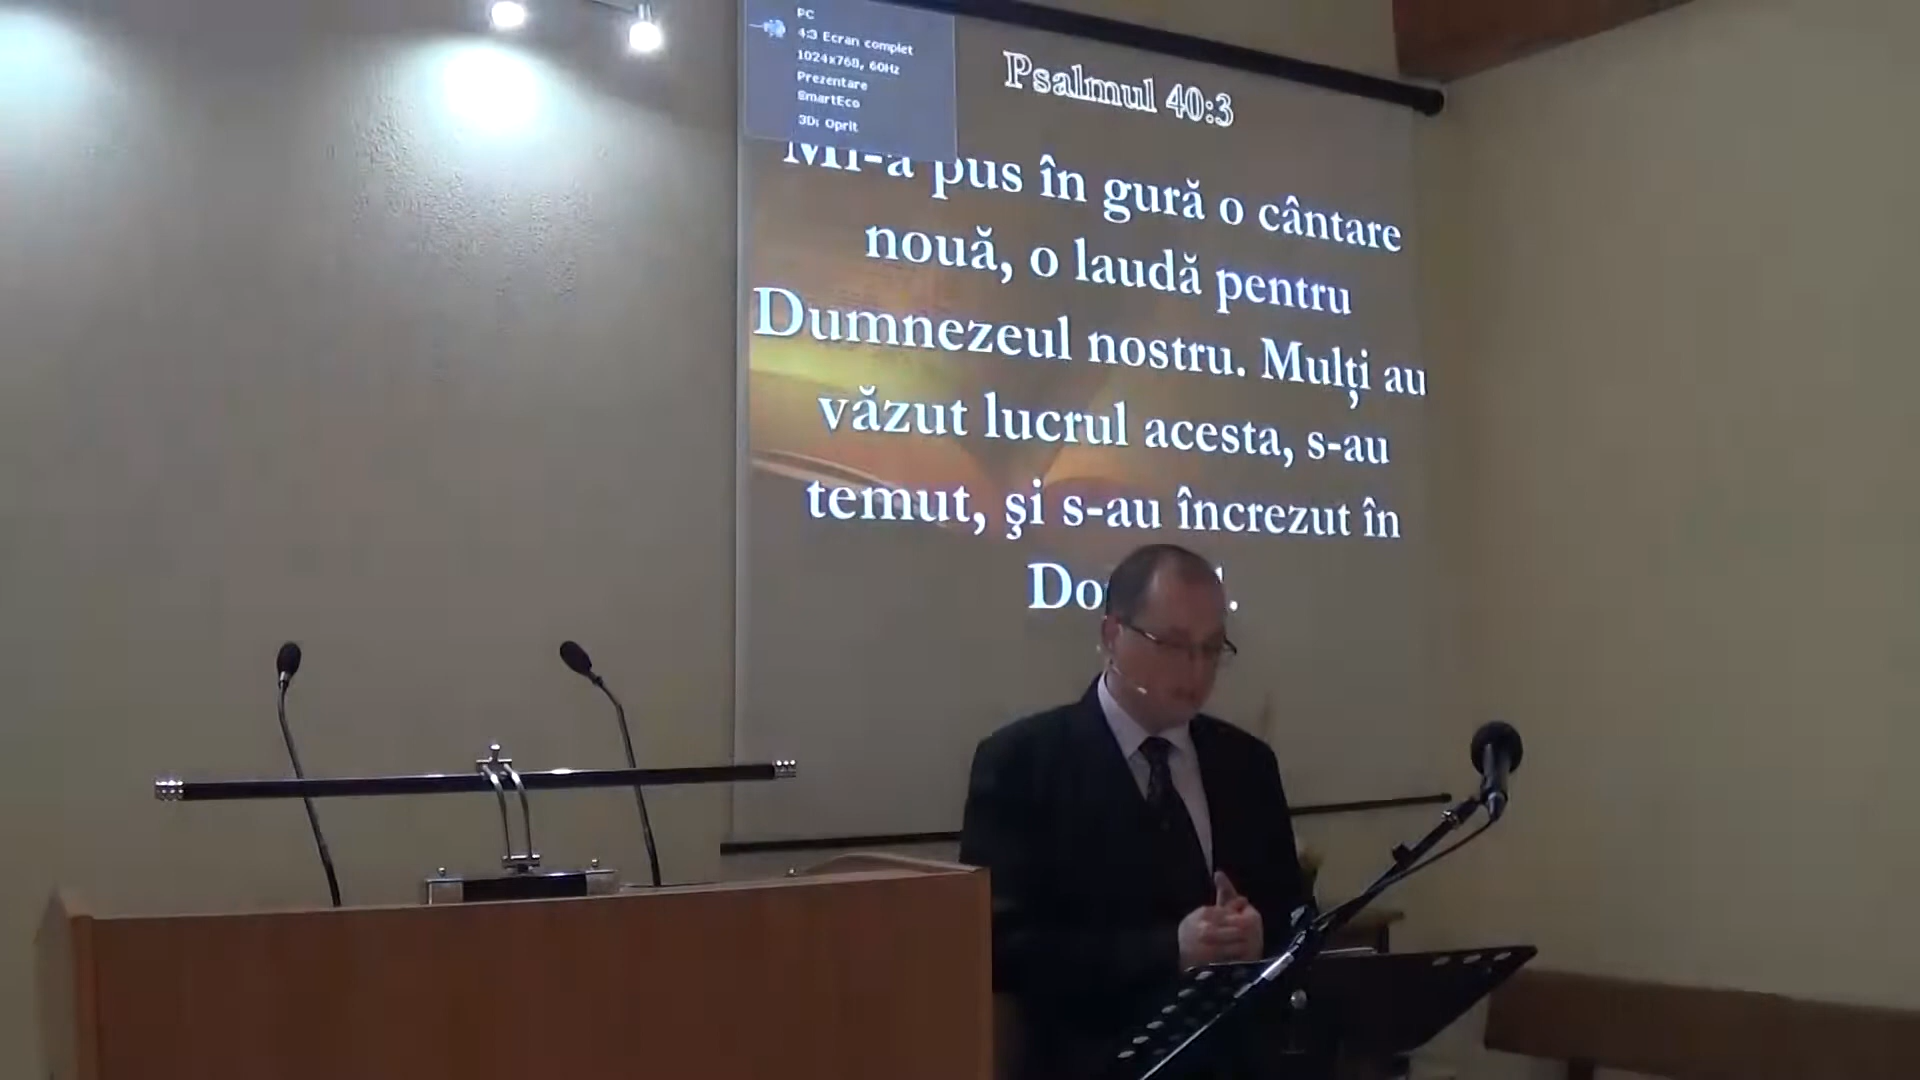 PC
4:3 Ecran complet
1024x768, 60Hz
Prezentare
SmartEco
3D: Oprit
Psalmul 40:3
Mi-a pus în gură o cântare
nouă, o laudă pentru
Dumnezeul nostru. Mulți au
văzut lucrul acesta, s-au
temut, şi s-au încrezut în